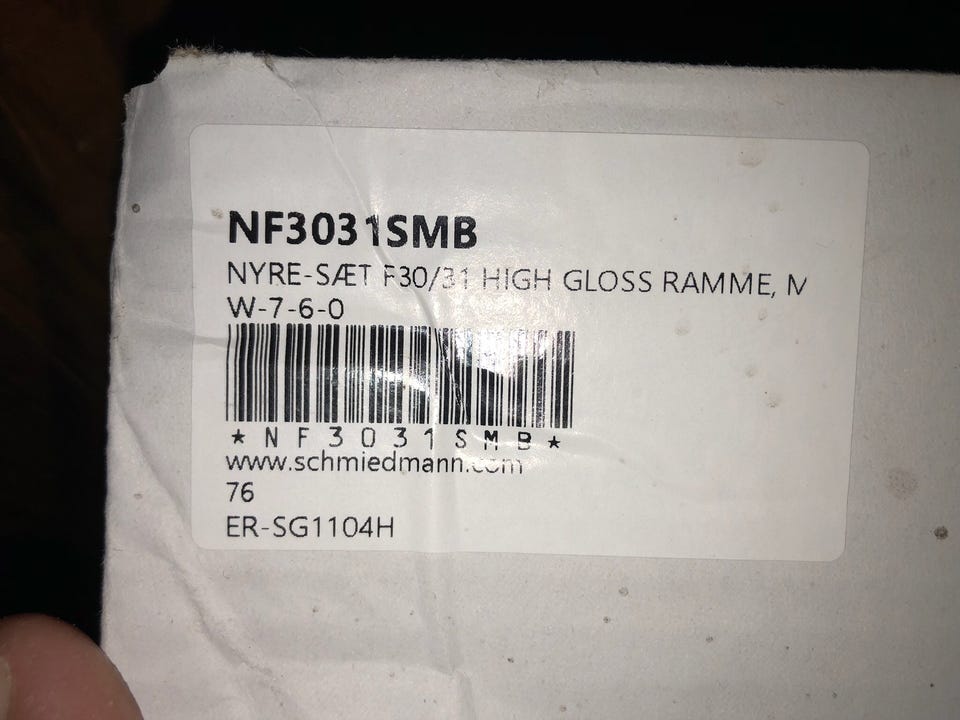 NF3031SMB
NYRE-SÆT F30/31 HIGH GLOSS RAMME, M
W-7-6-0
*NF3031SMB*
www.schmiedmann.com
76
ER-SG1104H